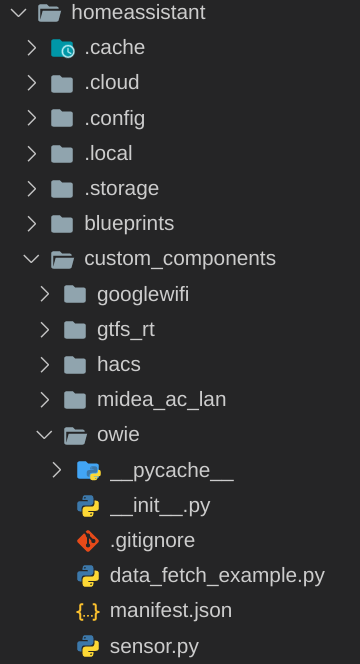 homeassistant
.cache
.cloud
.config
.local
.storage
blueprints
custom_components
googlewifi
gtfs_rt
hacs
midea_ac_lan
owie
__pycache__
__init__.py
.gitignore
data_fetch_example.py
{..} manifest.json
sensor.py